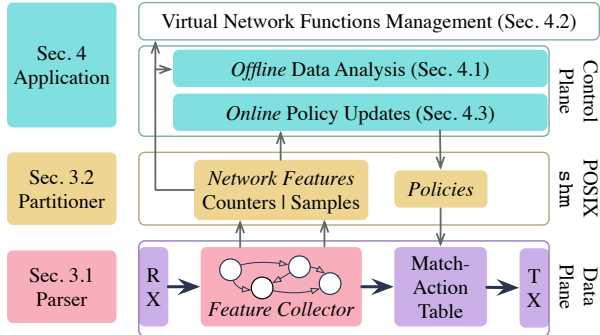 Virtual Network Functions Management (Sec. 4.2)
Sec. 4
Application
Offline Data Analysis (Sec. 4.1)
Online Policy Updates (Sec. 4.3)
Control
Plane
Sec. 3.2
Partitioner
Network Features
Counters | Samples
Policies
POSIX
shm
Sec. 3.1
Parser
R
X
Feature Collector
Match-
Action
Table
T
X
Data
Plane